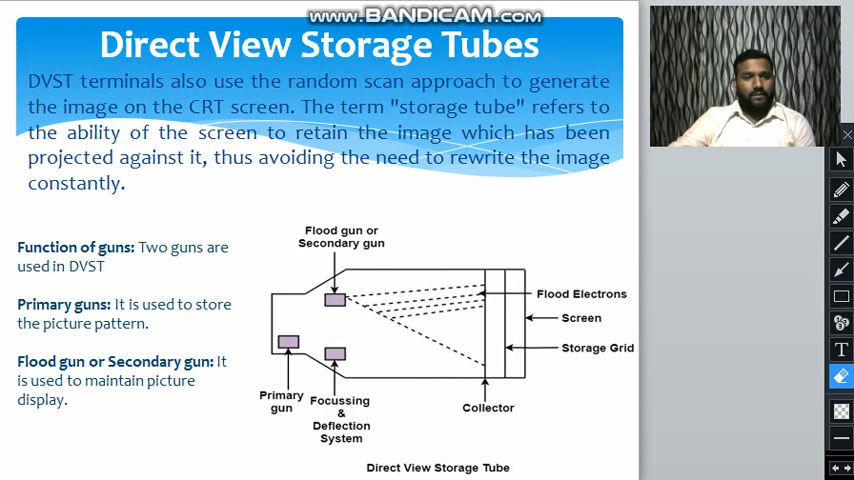 WWW.BANDICAM.COM
Direct View Storage Tubes
DVST terminals also use the random scan approach to generate
the image on the CRT screen. The term "storage tube" refers to
the ability of the screen to retain the image which has been
projected against it, thus avoiding the need to rewrite the image
constantly.
Function of guns: Two guns are
used in DVST
Primary guns: It is used to store
the picture pattern.
Flood gun or Secondary gun: It
is used to maintain picture
display.
Flood gun or
Secondary gun
Flood Electrons
Screen
Storage Grid
Primary
gun
Focussing
&
Deflection
System
Collector
Direct View Storage Tube
T